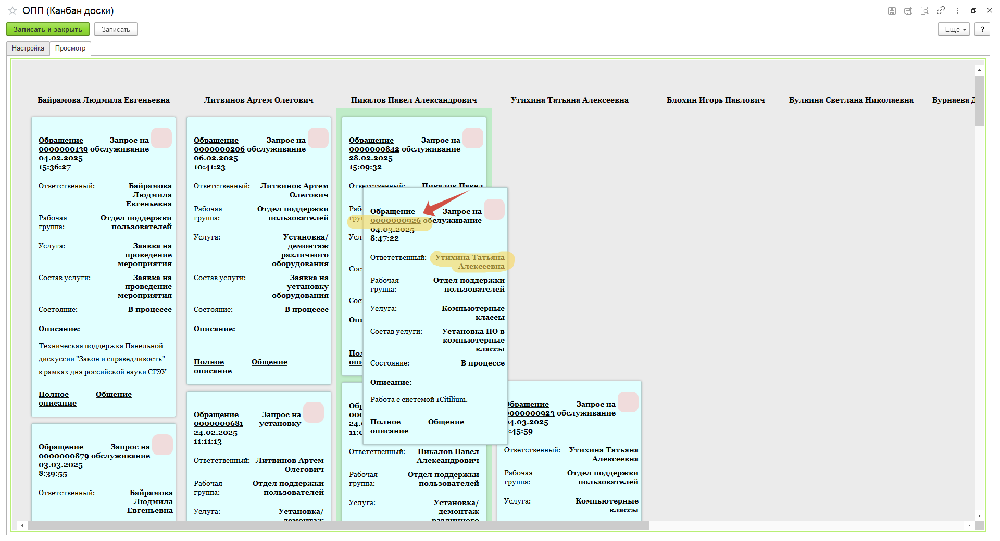 ОПП (Канбан доски)
Записать и закрыть
Записать
Еще
?
Настройка
Просмотр
Байрамова Людмила Евгеньевна
Литвинов Артем Олегович
Пикалов Павел Александрович
Утихина Татьяна Алексеевна
Блохин Игорь Павлович
Булкина Светлана Николаевна
Бурнаева Д
Обращение Запрос на
0000000139 обслуживание
04.02.2025
15:36:27
Ответственный: Байрамова
Людмила
Евгеньевна
Рабочая Отдел поддержки
группа: пользователей
Услуга: Заявка на
проведение
мероприятия
Состав услуги: Заявка на
проведение
мероприятия
Состояние: В процессе
Описание:
Техническая поддержка Панельной
дискуссии "Закон и справедливость"
в рамках дня российской науки СГЭУ
Полное Общение
описание
Обращение Запрос на
0000000879 обслуживание
03.03.2025
8:39:55
Ответственный: Байрамова
Людмила
Евгеньевна
Обращение Запрос на
0000000206 обслуживание
06.02.2025
10:41:23
Ответственный: Литвинов Артем
Олегович
Рабочая Отдел поддержки
группа: пользователей
Услуга: Установка/
демонтаж
различного
оборудования
Состав услуги: Заявка на
установку
оборудования
Состояние: В процессе
Описание:
Полное Общение
описание
Обращение Запрос на
0000000681 установку
24.02.2025
11:11:13
Ответственный: Литвинов Артем
Олегович
Рабочая Отдел поддержки
группа: пользователей
Услуга: Установка/
демонтаж
Обращение Запрос на
0000000842 обслуживание
28.02.2025
15:09:32
Ответственный: Пикалов Павел
Рабо
груп
Услу
Сост
Сост
Опи
Пол
опи
Обращение Запрос на
0000000926 обслуживание
04.03.2025
8:47:22
Ответственный: Утихина Татьяна
Алексеевна
Рабочая Отдел поддержки
группа: пользователей
Услуга: Компьютерные
классы
Состав услуги: Установка ПО в
компьютерные
классы
Состояние: В процессе
Описание:
Работа с системой 1Citilium.
Полное Общение
описание
Обр
000
24.0
11:0
Ответственный: Пикалов Павел
Александрович
Рабочая Отдел поддержки
группа: пользователей
Услуга: Установка/
демонтаж
различного
Обращение Запрос на
0000000923 обслуживание
04.03.2025
:45:59
Ответственный: Утихина Татьяна
Алексеевна
Рабочая Отдел поддержки
группа: пользователей
Услуга: Компьютерные
классы